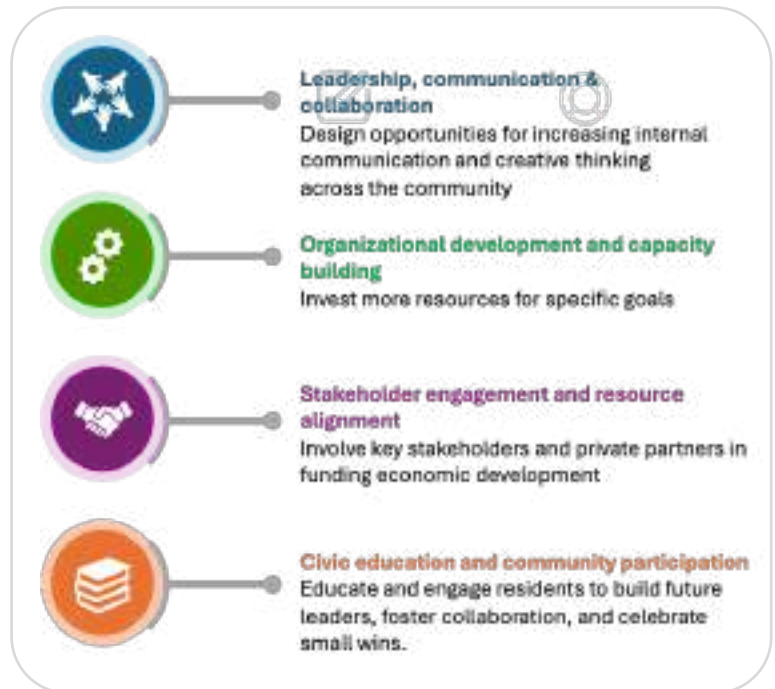 Leadership, communication &
collaboration
Design opportunities for increasing internal
communication and creative thinking
across the community
Organizational development and capacity
building
Invest more resources for specific goals
Stakeholder engagement and resource
alignment
Involve key stakeholders and private partners in
funding economic development
Civic education and community participation
Educate and engage residents to build future
leaders, foster collaboration, and celebrate
small wins.